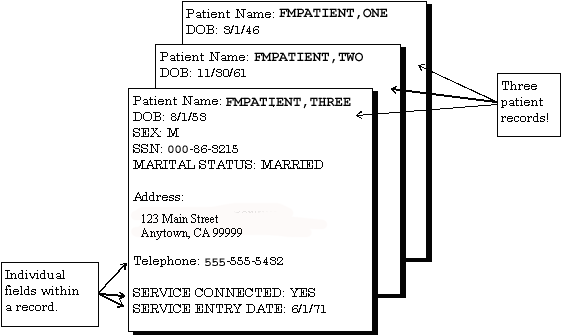 Patient Name: FMPATIENT,ONE
DOB: 3/1/46
Patient Name: FMPATIENT,TWO
DOB: 11/30/61
Patient Name: FMPATIENT,THREE
DOB: 8/1/53
SEX: M
SSN: 000-86-3215
MARITAL STATUS: MARRIED
Address:
123 Main Street
Anytown, CA 99999
Telephone: 555-555-5432
SERVICE CONNECTED: YES
SERVICE ENTRY DATE: 6/1/71
Three
patient
records!
Individual
fields within
a record.